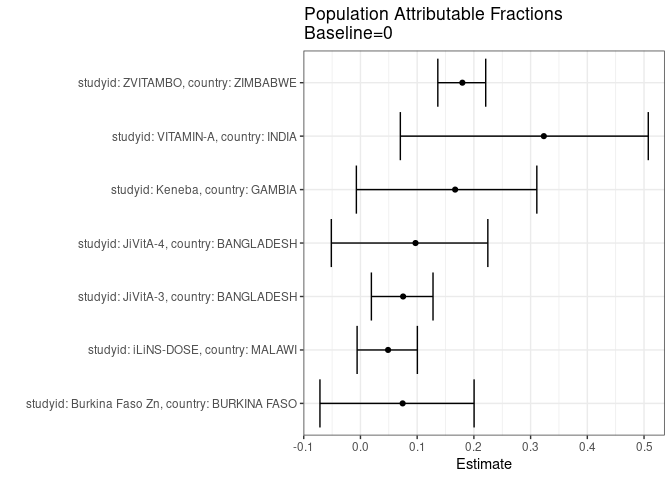 Population Attributable Fractions
Baseline=0
studyid: ZVITAMBO, country: ZIMBABWE
studyid: VITAMIN-A, country: INDIA
studyid: Keneba, country: GAMBIA
studyid: JiVitA-4, country: BANGLADESH
studyid: JiVitA-3, country: BANGLADESH
studyid: iLiNS-DOSE, country: MALAWI
studyid: Burkina Faso Zn, country: BURKINA FASO
-0.1 0.0 0.1 0.2 0.3 0.4 0.5
Estimate